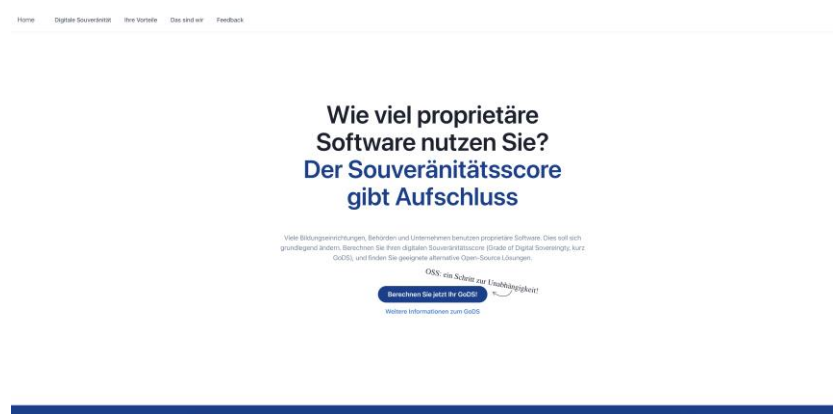 Home Digitale Souveränität Ihre Vorteile Das sind wir Feedback
Wie viel proprietäre
Software nutzen Sie?
Der Souveränitätsscore
gibt Aufschluss
Viele Bildungseinrichtungen, Behörden und Unternehmen benutzen proprietäre Software. Dies soll sich
grundlegend ändern. Berechnen Sie Ihren digitalen Souveränitätsscore (Grade of Digital Sovereingty, kurz
GoDS), und finden Sie geeignete alternative Open-Source Lösungen.
OSS: ein Schritt zur Unabhängigkeit!
Berechnen Sie jetzt Ihr GoDS!
Weitere Informationen zum GoDS